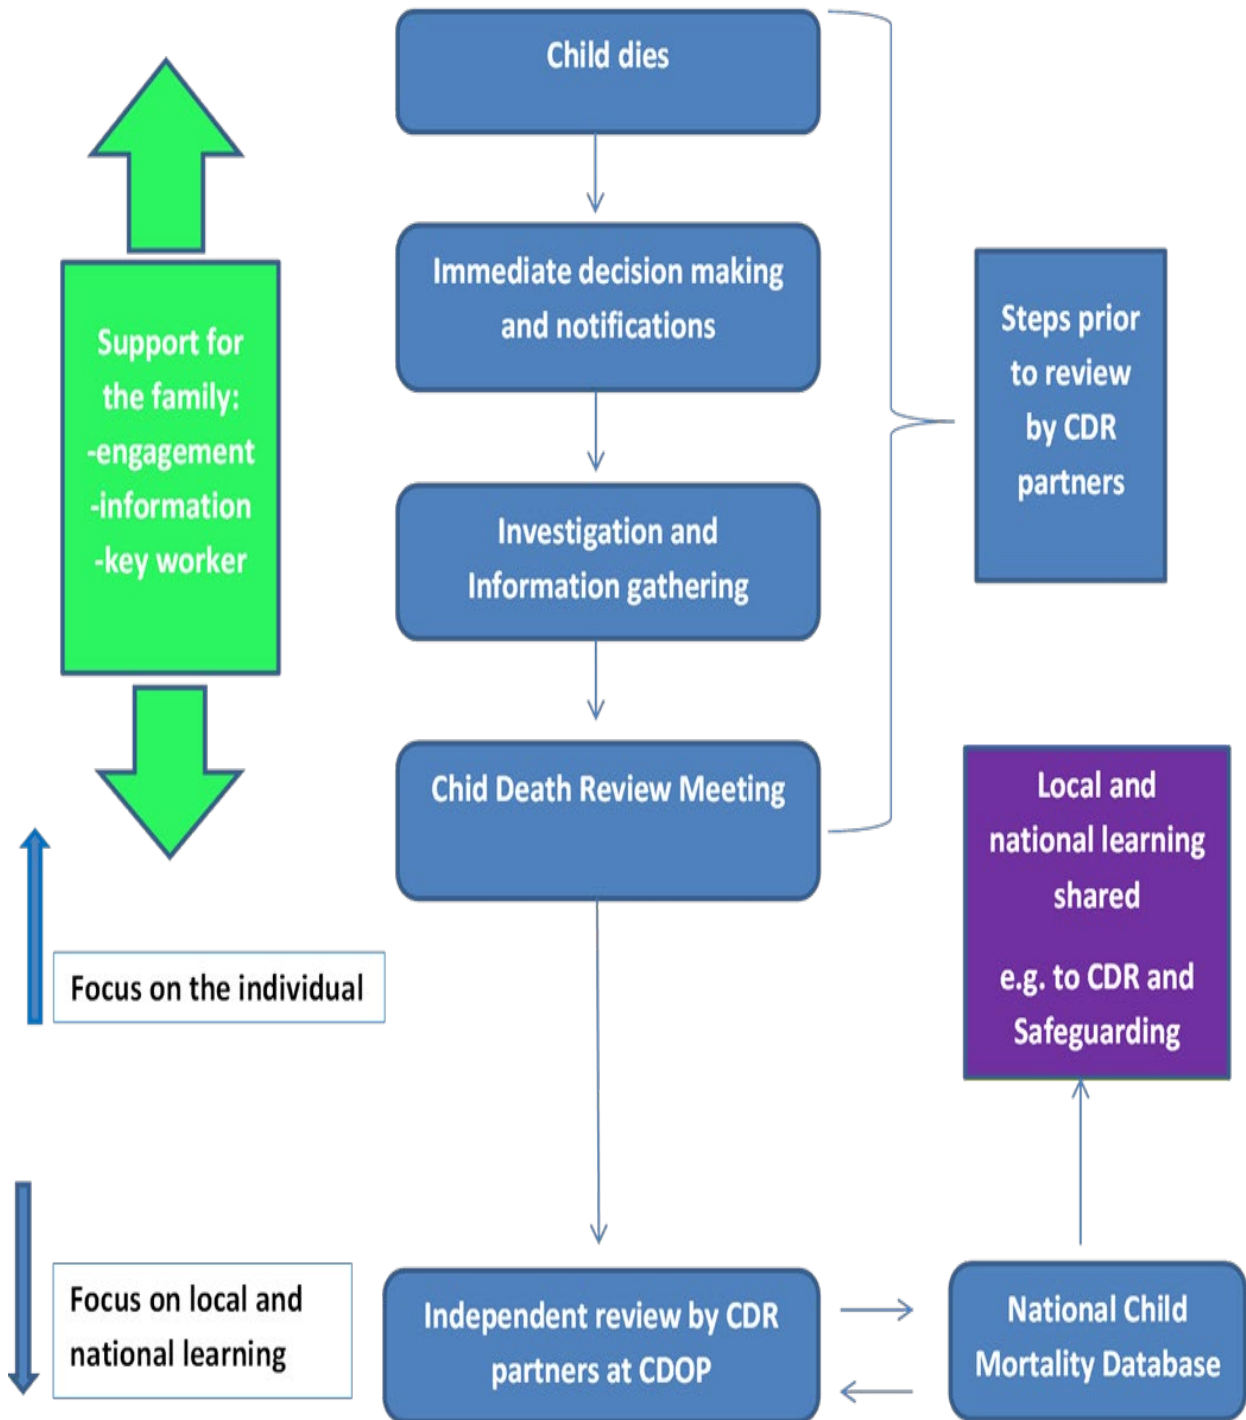 Child dies
Immediate decision making
and notifications
Support for
the family:
-engagement
-information
-key worker
Steps prior
to review
by CDR
partners
Investigation and
Information gathering
Chid Death Review Meeting
Local and
national learning
shared
e.g. to CDR and
Safeguarding
Focus on the individual
Focus on local and
national learning
Independent review by CDR
partners at CDOP
National Child
Mortality Database